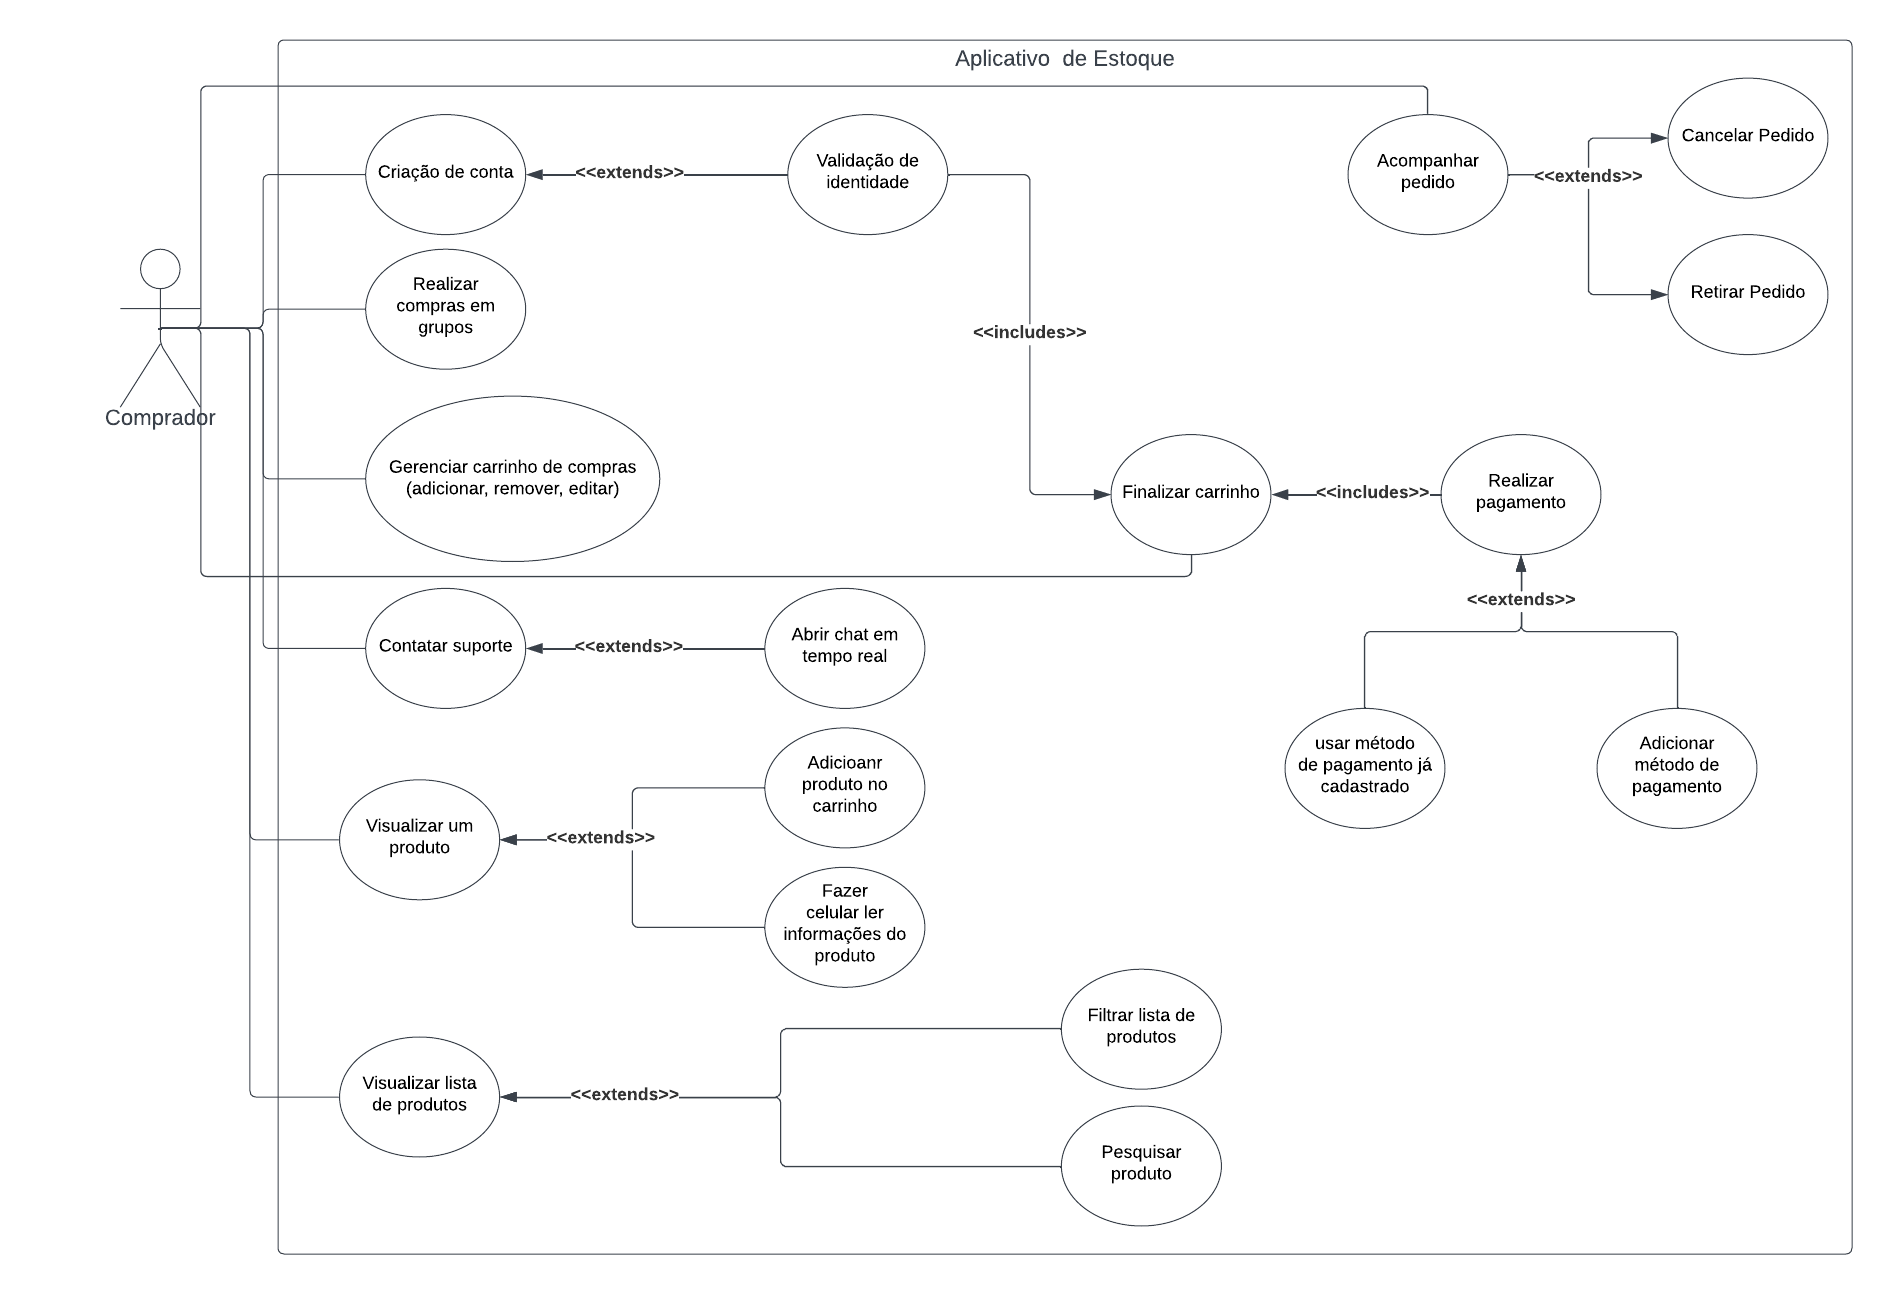 Aplicativo  de Estoque
Criação de conta
<<extends>>
Validação de
identidade
Acompanhar
pedido
<<extends>>
Cancelar Pedido
Retirar Pedido
Realizar
compras em
grupos
<<includes>>
Comprador
Gerenciar carrinho de compras
(adicionar, remover, editar)
Finalizar carrinho
<<includes>>
Realizar
pagamento
<<extends>>
usar método
de pagamento já
cadastrado
Adicionar
método de
pagamento
Contatar suporte
<<extends>>
Abrir chat em
tempo real
Visualizar um
produto
<<extends>>
Adicioanr
produto no
carrinho
Fazer
celular ler
informações do
produto
Visualizar lista
de produtos
<<extends>>
Filtrar lista de
produtos
Pesquisar
produto